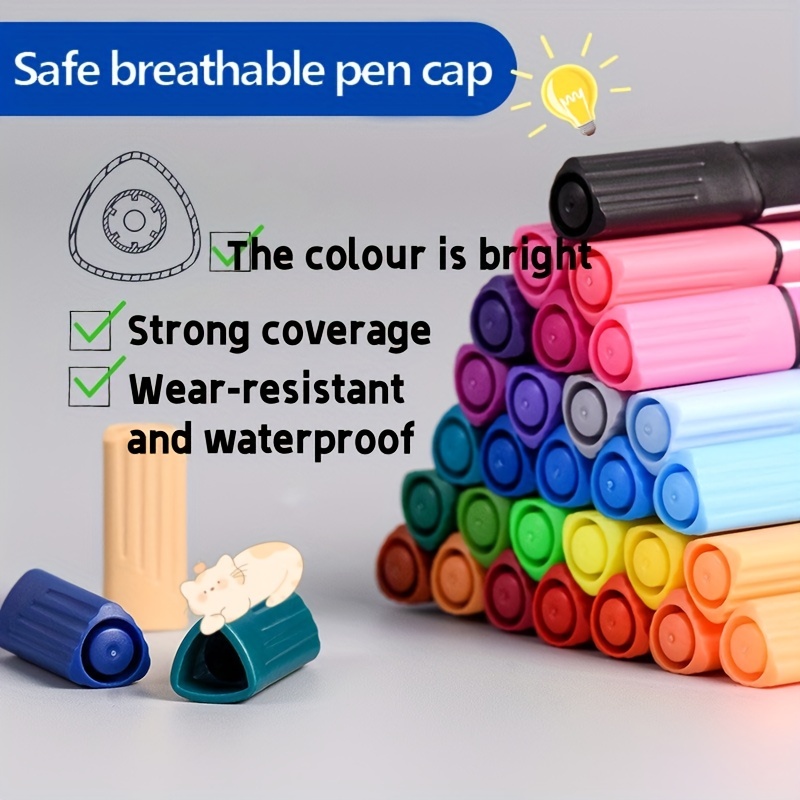 Safe breathable pen cap
The colour is bright
Strong coverage
Wear-resistant
and waterproof